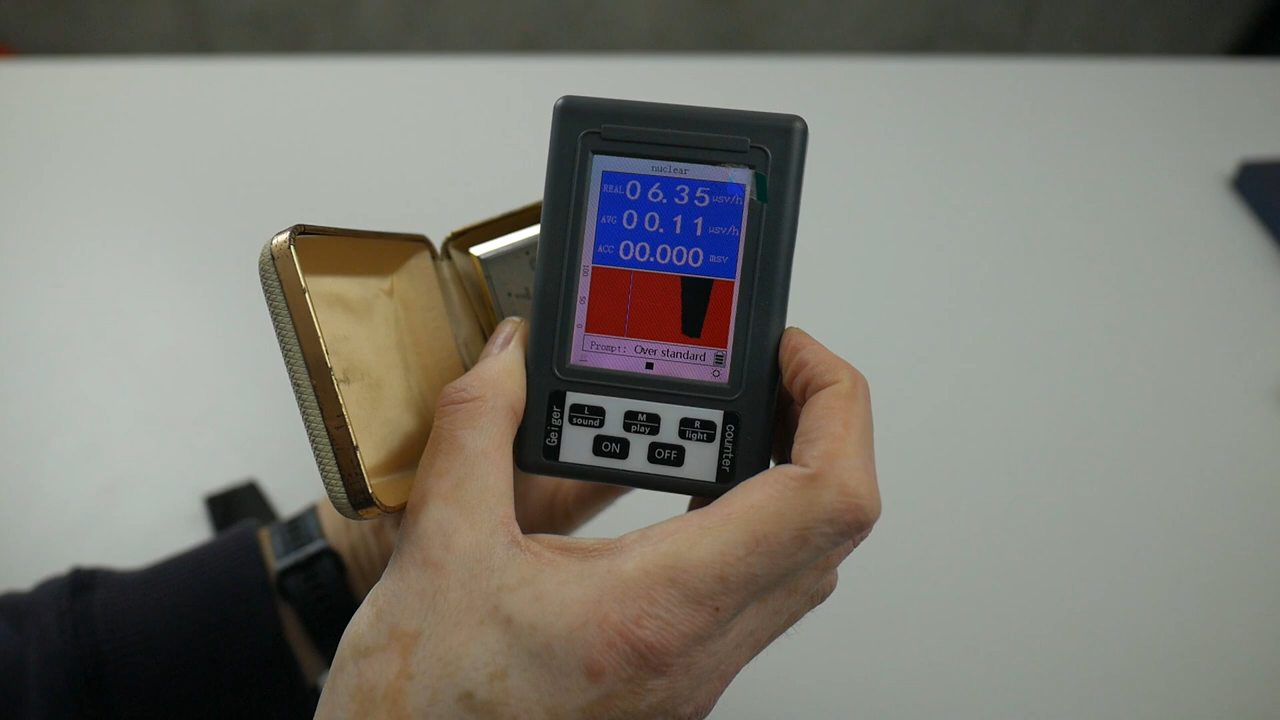 nuclear
REAL 06.35 μsv/h
AVG 00.11 μsv/h
ACC 00.000 msv
100
50
0
Prompt: Over standard
Geiger
L
sound
M
play
R
light
ON
OFF
counter